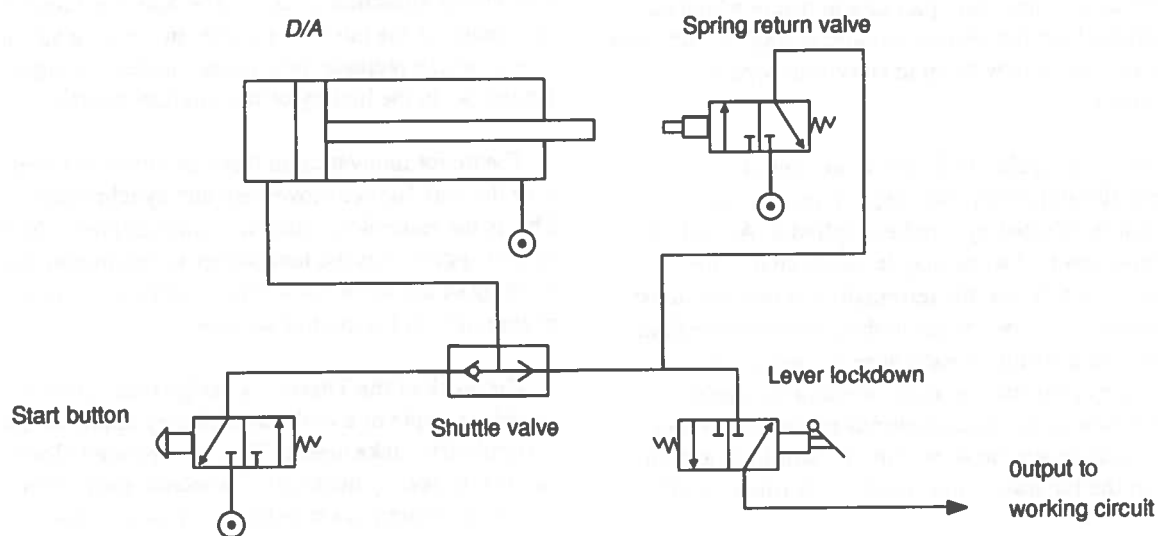 D/A
Spring return valve
Start button
Shuttle valve
Lever lockdown
Output to
working circuit